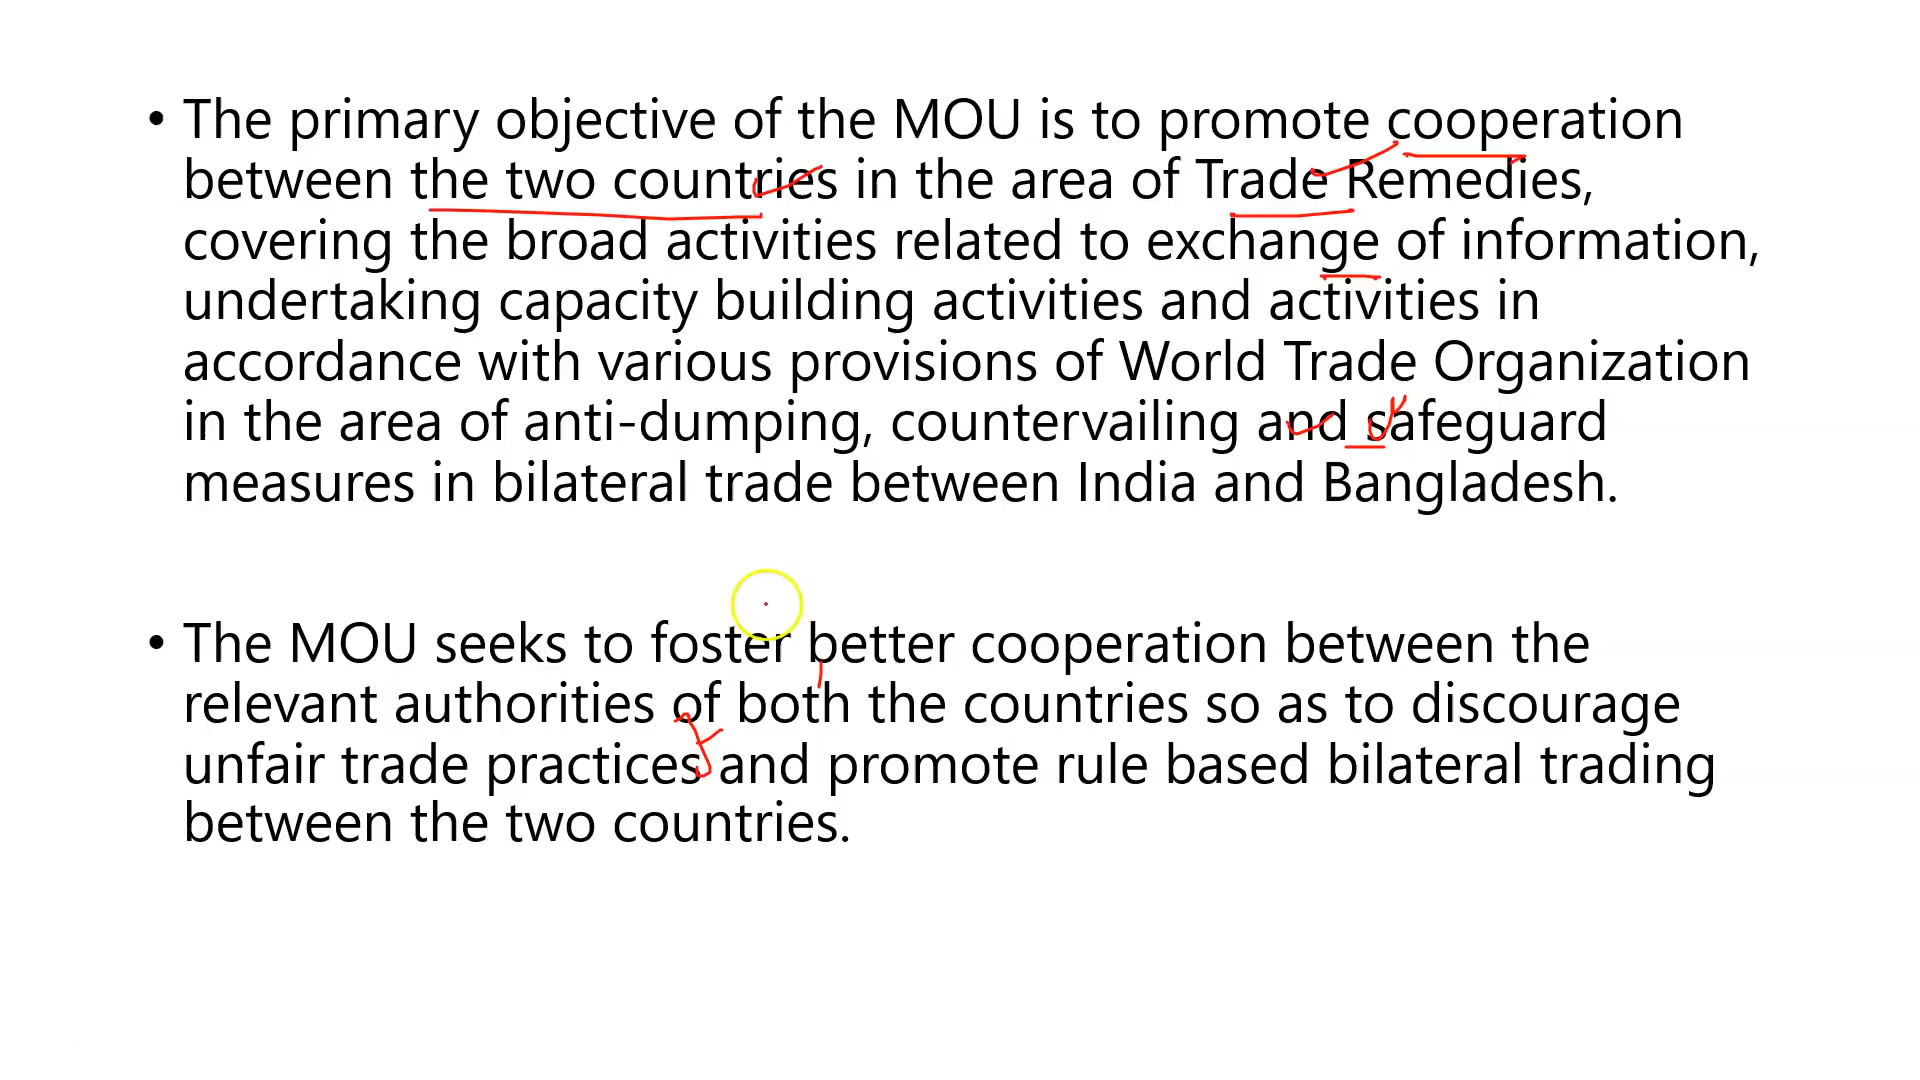 • The primary objective of the MOU is to promote cooperation
between the two countries in the area of Trade Remedies,
covering the broad activities related to exchange of information,
undertaking capacity building activities and activities in
accordance with various provisions of World Trade Organization
in the area of anti-dumping, countervailing and safeguard
measures in bilateral trade between India and Bangladesh.
• The MOU seeks to foster better cooperation between the
relevant authorities of both the countries so as to discourage
unfair trade practices and promote rule based bilateral trading
between the two countries.